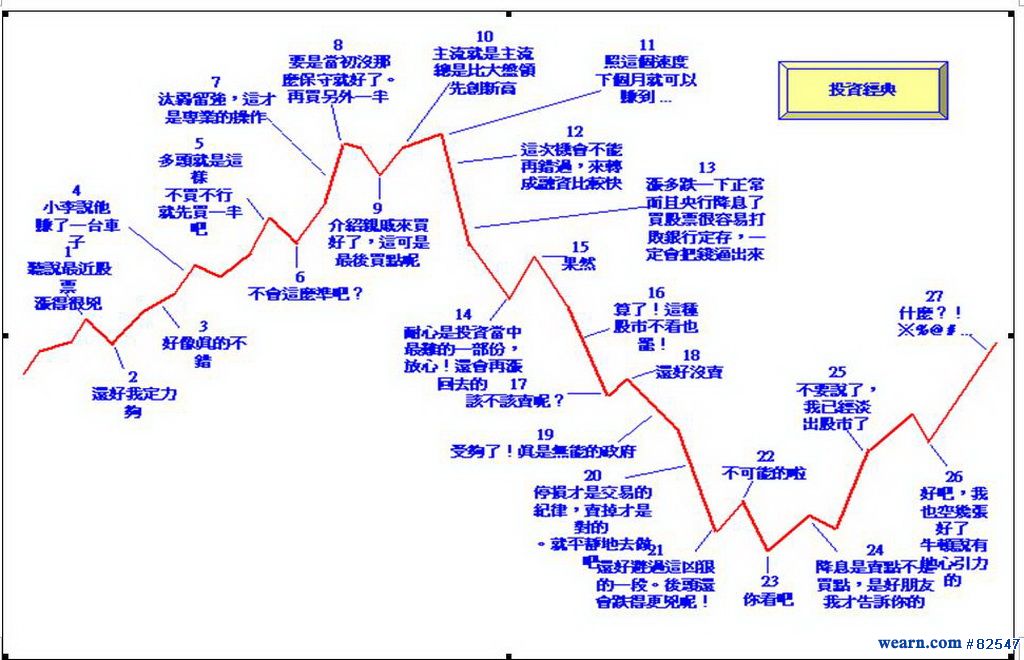 投資經典
1
聽說最近股
票
漲得很兇
2
還好我定力
夠
3
好像真的不
錯
4
小李說他
賺了一台車
子
5
多頭就是這
樣
不買不行
就先買一半
吧
6
不會這麼準吧？
7
汰弱留強，這才
是專業的操作
8
要是當初沒那
麼保守就好了。
再買另外一半
9
介紹親戚來買
好了，這可是
最後買點呢
10
主流就是主流
總是比大盤領
先創新高
11
照這個速度
下個月就可以
賺到 ...
12
這次機會不能
再錯過，來轉
成融資比較快
13
漲多跌一下正常
而且央行降息了
買股票很容易打
敗銀行定存，一
定會把錢逼出來
14
耐心是投資當中
最難的一部份，
放心！還會再漲
回去的
15
果然
16
算了！這種
股市不看也
罷！
17
該不該賣呢？
18
還好沒賣
19
受夠了！真是無能的政府
20
停損才是交易的
紀律，賣掉才是
對的
。就平靜地去做
吧
21
還好避過這凶狠
的一段。後頭還
會跌得更兇呢！
22
不可能的啦
23
你看吧
24
降息是賣點不是
買點，是好朋友
我才告訴你的
25
不要說了，
我已經淡
出股市了
26
好吧，我
也空幾張
好了
牛頓說有
地心引力
的
27
什麼？！
※%@#...
wearn.com #82547